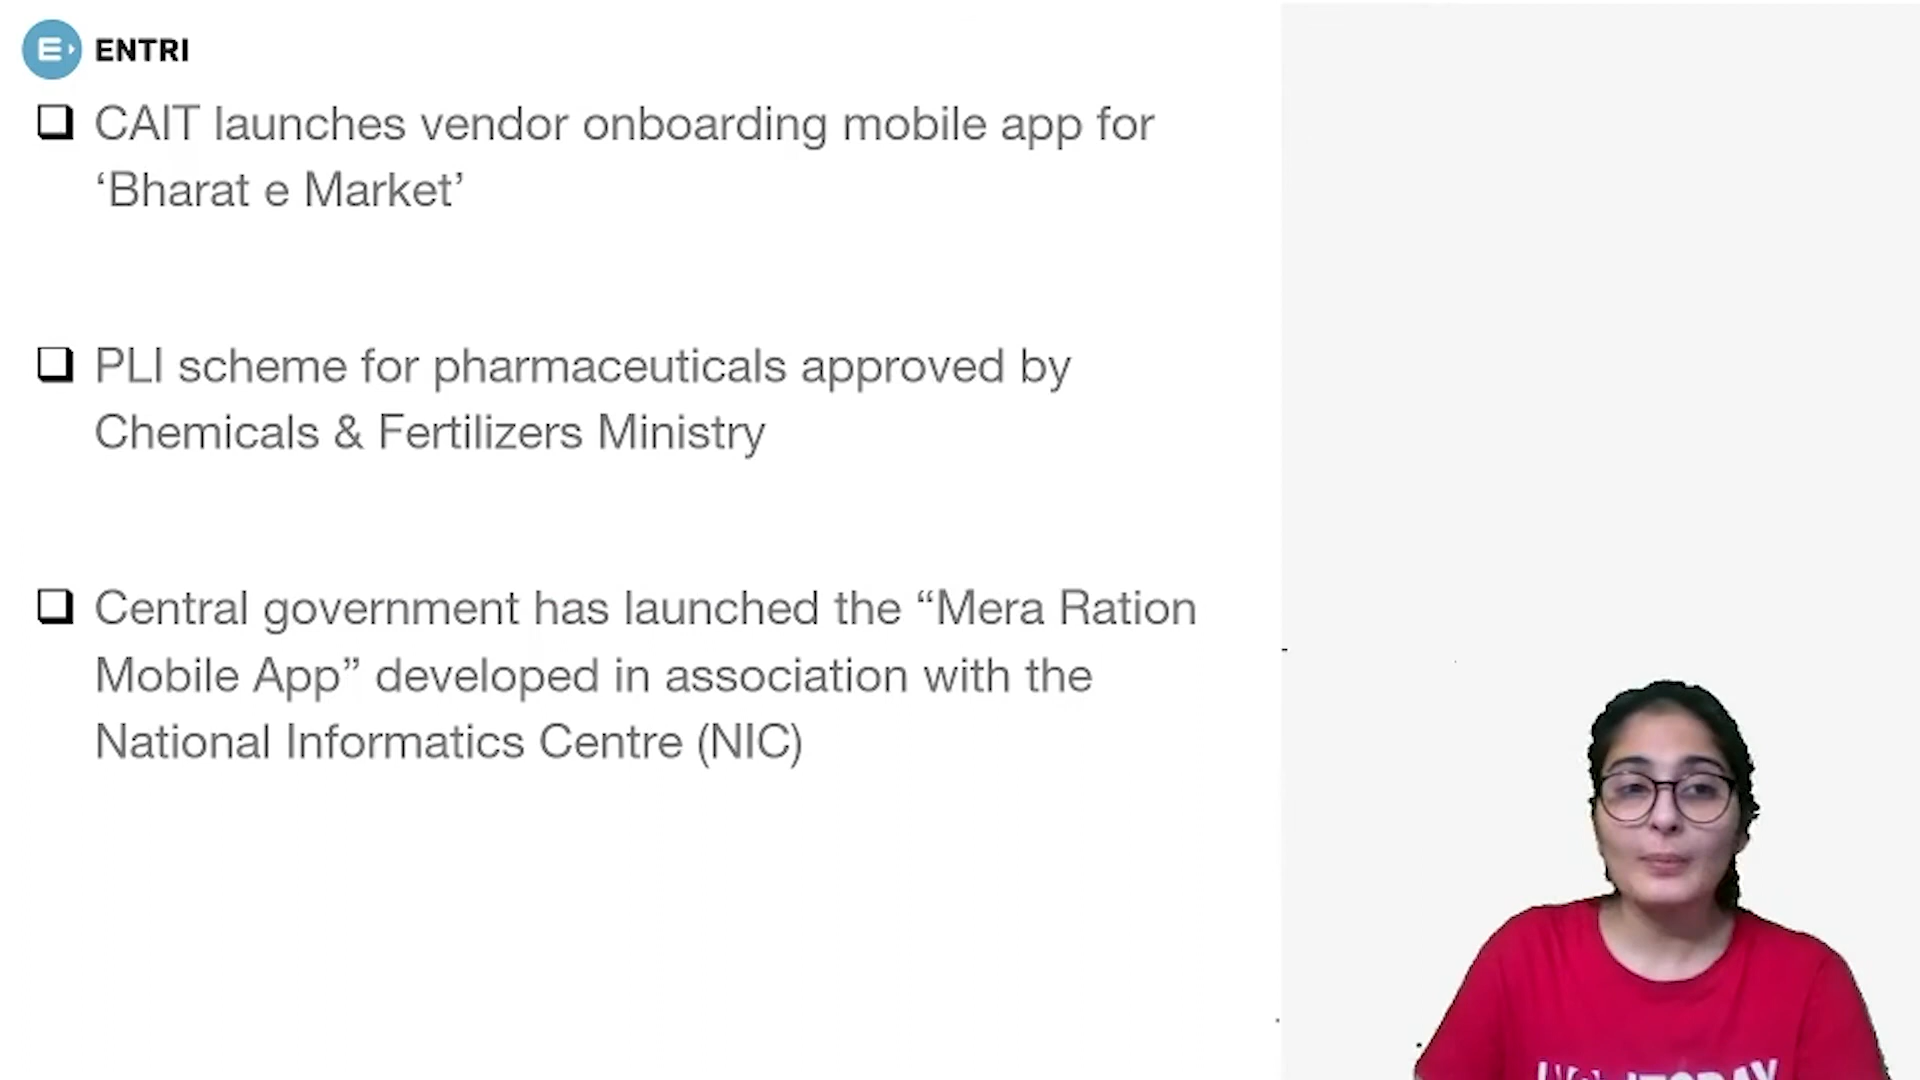 ENTRI
CAIT launches vendor onboarding mobile app for
‘Bharat e Market’
PLI scheme for pharmaceuticals approved by
Chemicals & Fertilizers Ministry
Central government has launched the “Mera Ration
Mobile App” developed in association with the
National Informatics Centre (NIC)